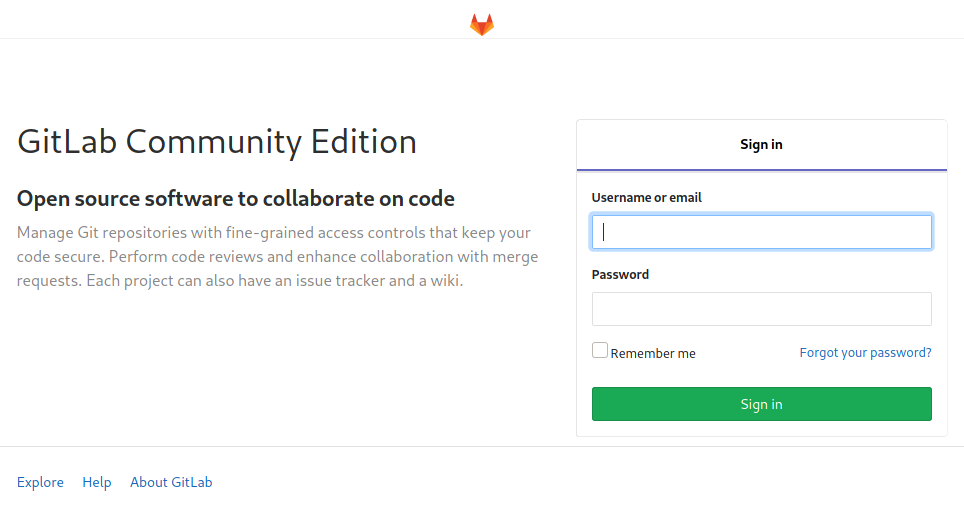 GitLab Community Edition
Open source software to collaborate on code
Manage Git repositories with fine-grained access controls that keep your
code secure. Perform code reviews and enhance collaboration with merge
requests. Each project can also have an issue tracker and a wiki.
Sign in
Username or email
Password
Remember me
Forgot your password?
Sign in
Explore
Help
About GitLab